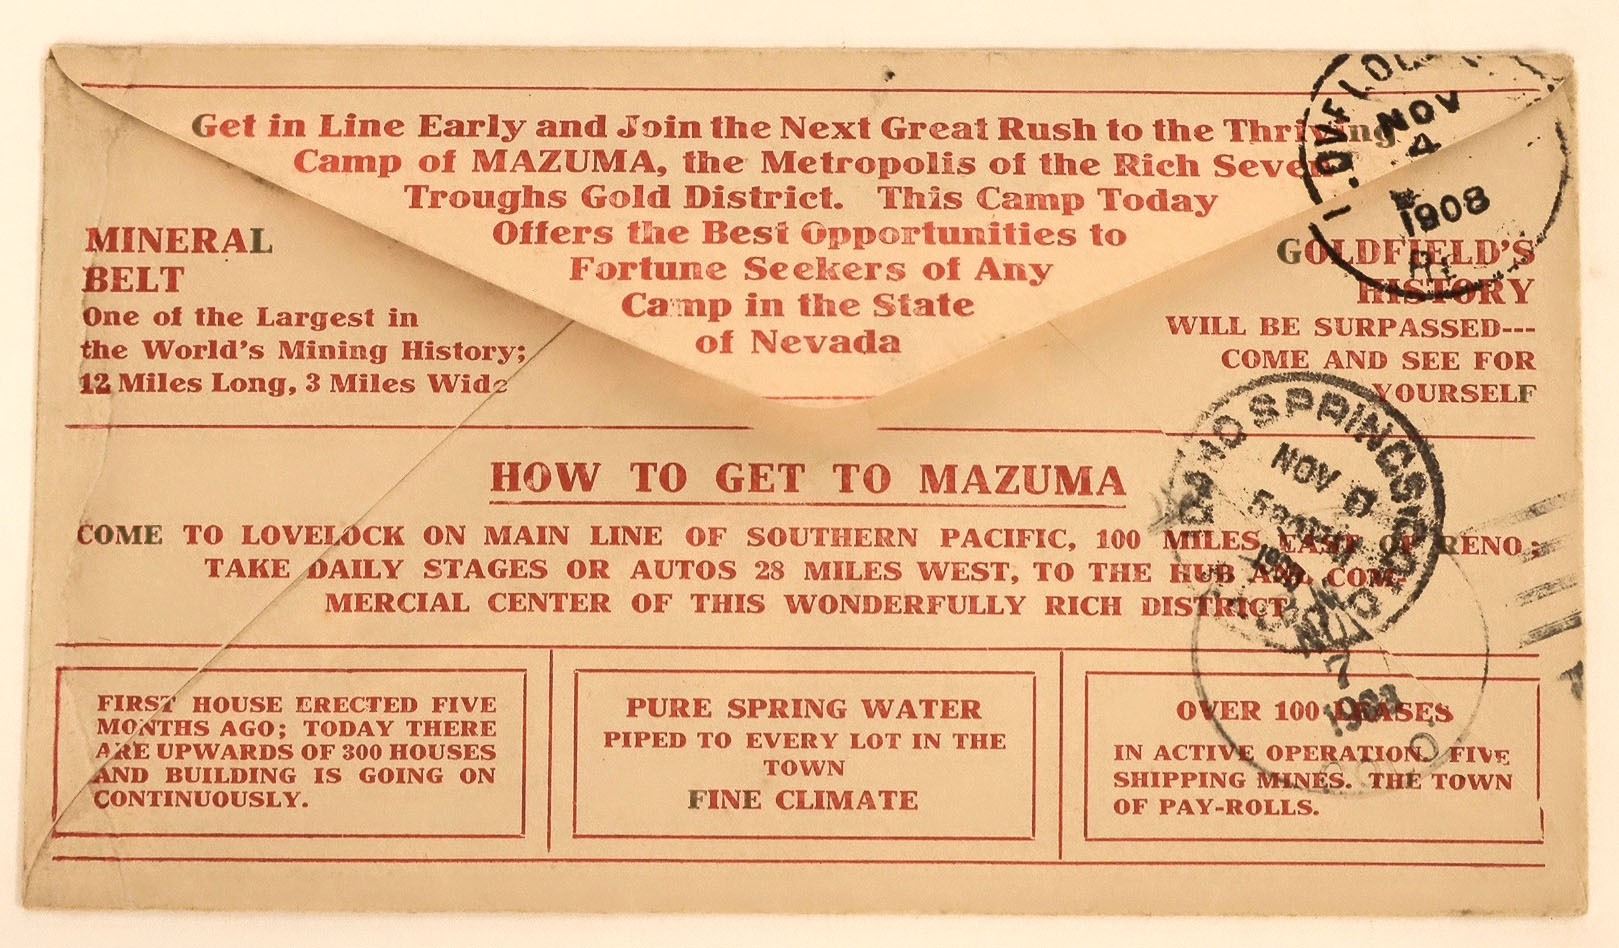 Get in Line Early and Join the Next Great Rush to the Thriving
Camp of MAZUMA, the Metropolis of the Rich Seven
Troughs Gold District. This Camp Today
Offers the Best Opportunities to
Fortune Seekers of Any
Camp in the State
of Nevada
MINERAL
BELT
One of the Largest in
the World's Mining History;
12 Miles Long, 3 Miles Wide
GOLDFIELD'S
HISTORY
WILL BE SURPASSED---
COME AND SEE FOR
YOURSELF
NOV
4
1908
HOW TO GET TO MAZUMA
COME TO LOVELOCK ON MAIN LINE OF SOUTHERN PACIFIC, 100 MILES EAST OF RENO;
TAKE DAILY STAGES OR AUTOS 28 MILES WEST, TO THE HUB AND COM-
MERCIAL CENTER OF THIS WONDERFULLY RICH DISTRICT
SPRINGS
NOV
NOV
7
1908
COLO.
FIRST HOUSE ERECTED FIVE
MONTHS AGO; TODAY THERE
ARE UPWARDS OF 300 HOUSES
AND BUILDING IS GOING ON
CONTINUOUSLY.
PURE SPRING WATER
PIPED TO EVERY LOT IN THE
TOWN
FINE CLIMATE
OVER 100 LEASES
IN ACTIVE OPERATION. FIVE
SHIPPING MINES. THE TOWN
OF PAY-ROLLS.